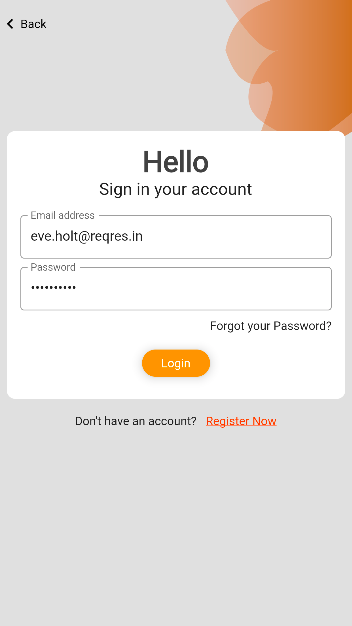 Back
Hello
Sign in your account
Email address
eve.holt@reqres.in
Password
••••••••••
Forgot your Password?
Login
Don't have an account? Register Now